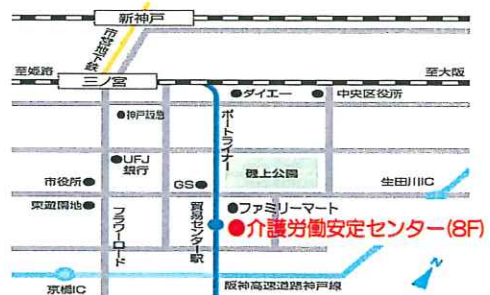 新神戸
市営地下鉄
至姫路
三ノ宮
至大阪
●ダイエー
●中央区役所
●神戸阪急
ポートライナー
●UFJ
銀行
磯上公園
市役所●
GS●
生田川IC
東遊園地●
フラワーロード
貿易センター駅
●ファミリーマート
●介護労働安定センター(8F)
京橋IC
阪神高速道路神戸線
N